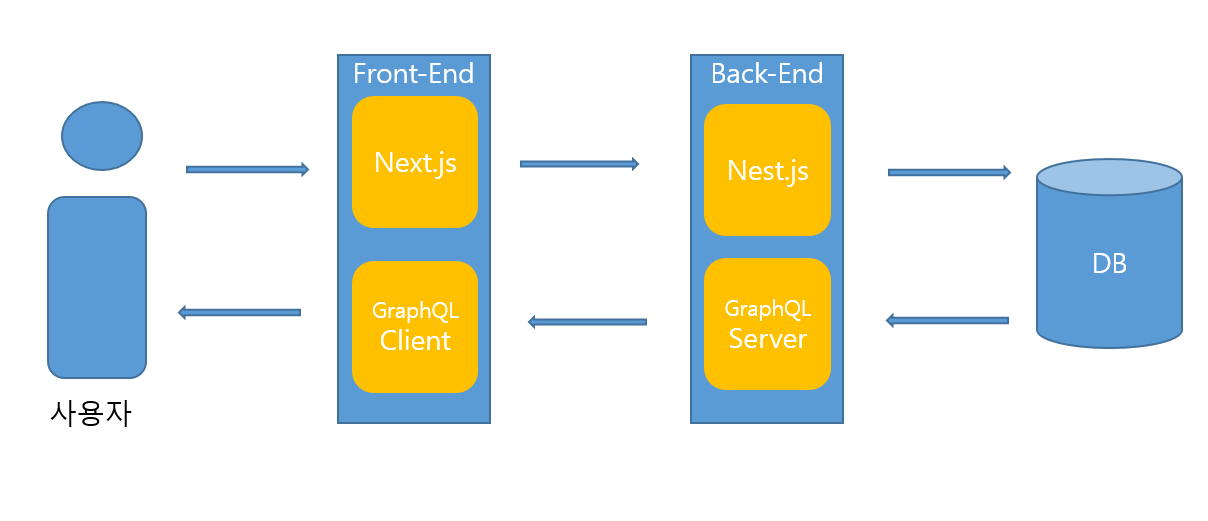 Front-End
Next.js
GraphQL
Client
Back-End
Nest.js
GraphQL
Server
DB
사용자